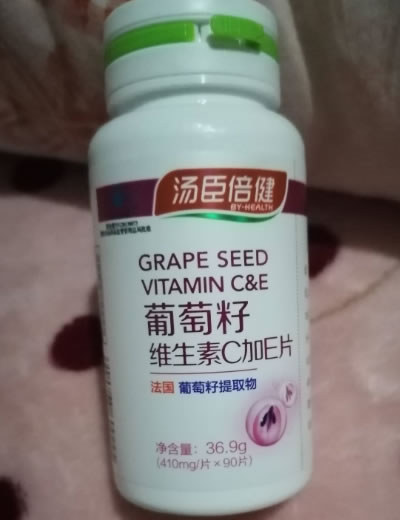 汤臣倍健
BY-HEALTH
GRAPE SEED
VITAMIN C&E
葡萄籽
维生素C加E片
法国 葡萄籽提取物
净含量：36.9g
(410mg/片×90片)